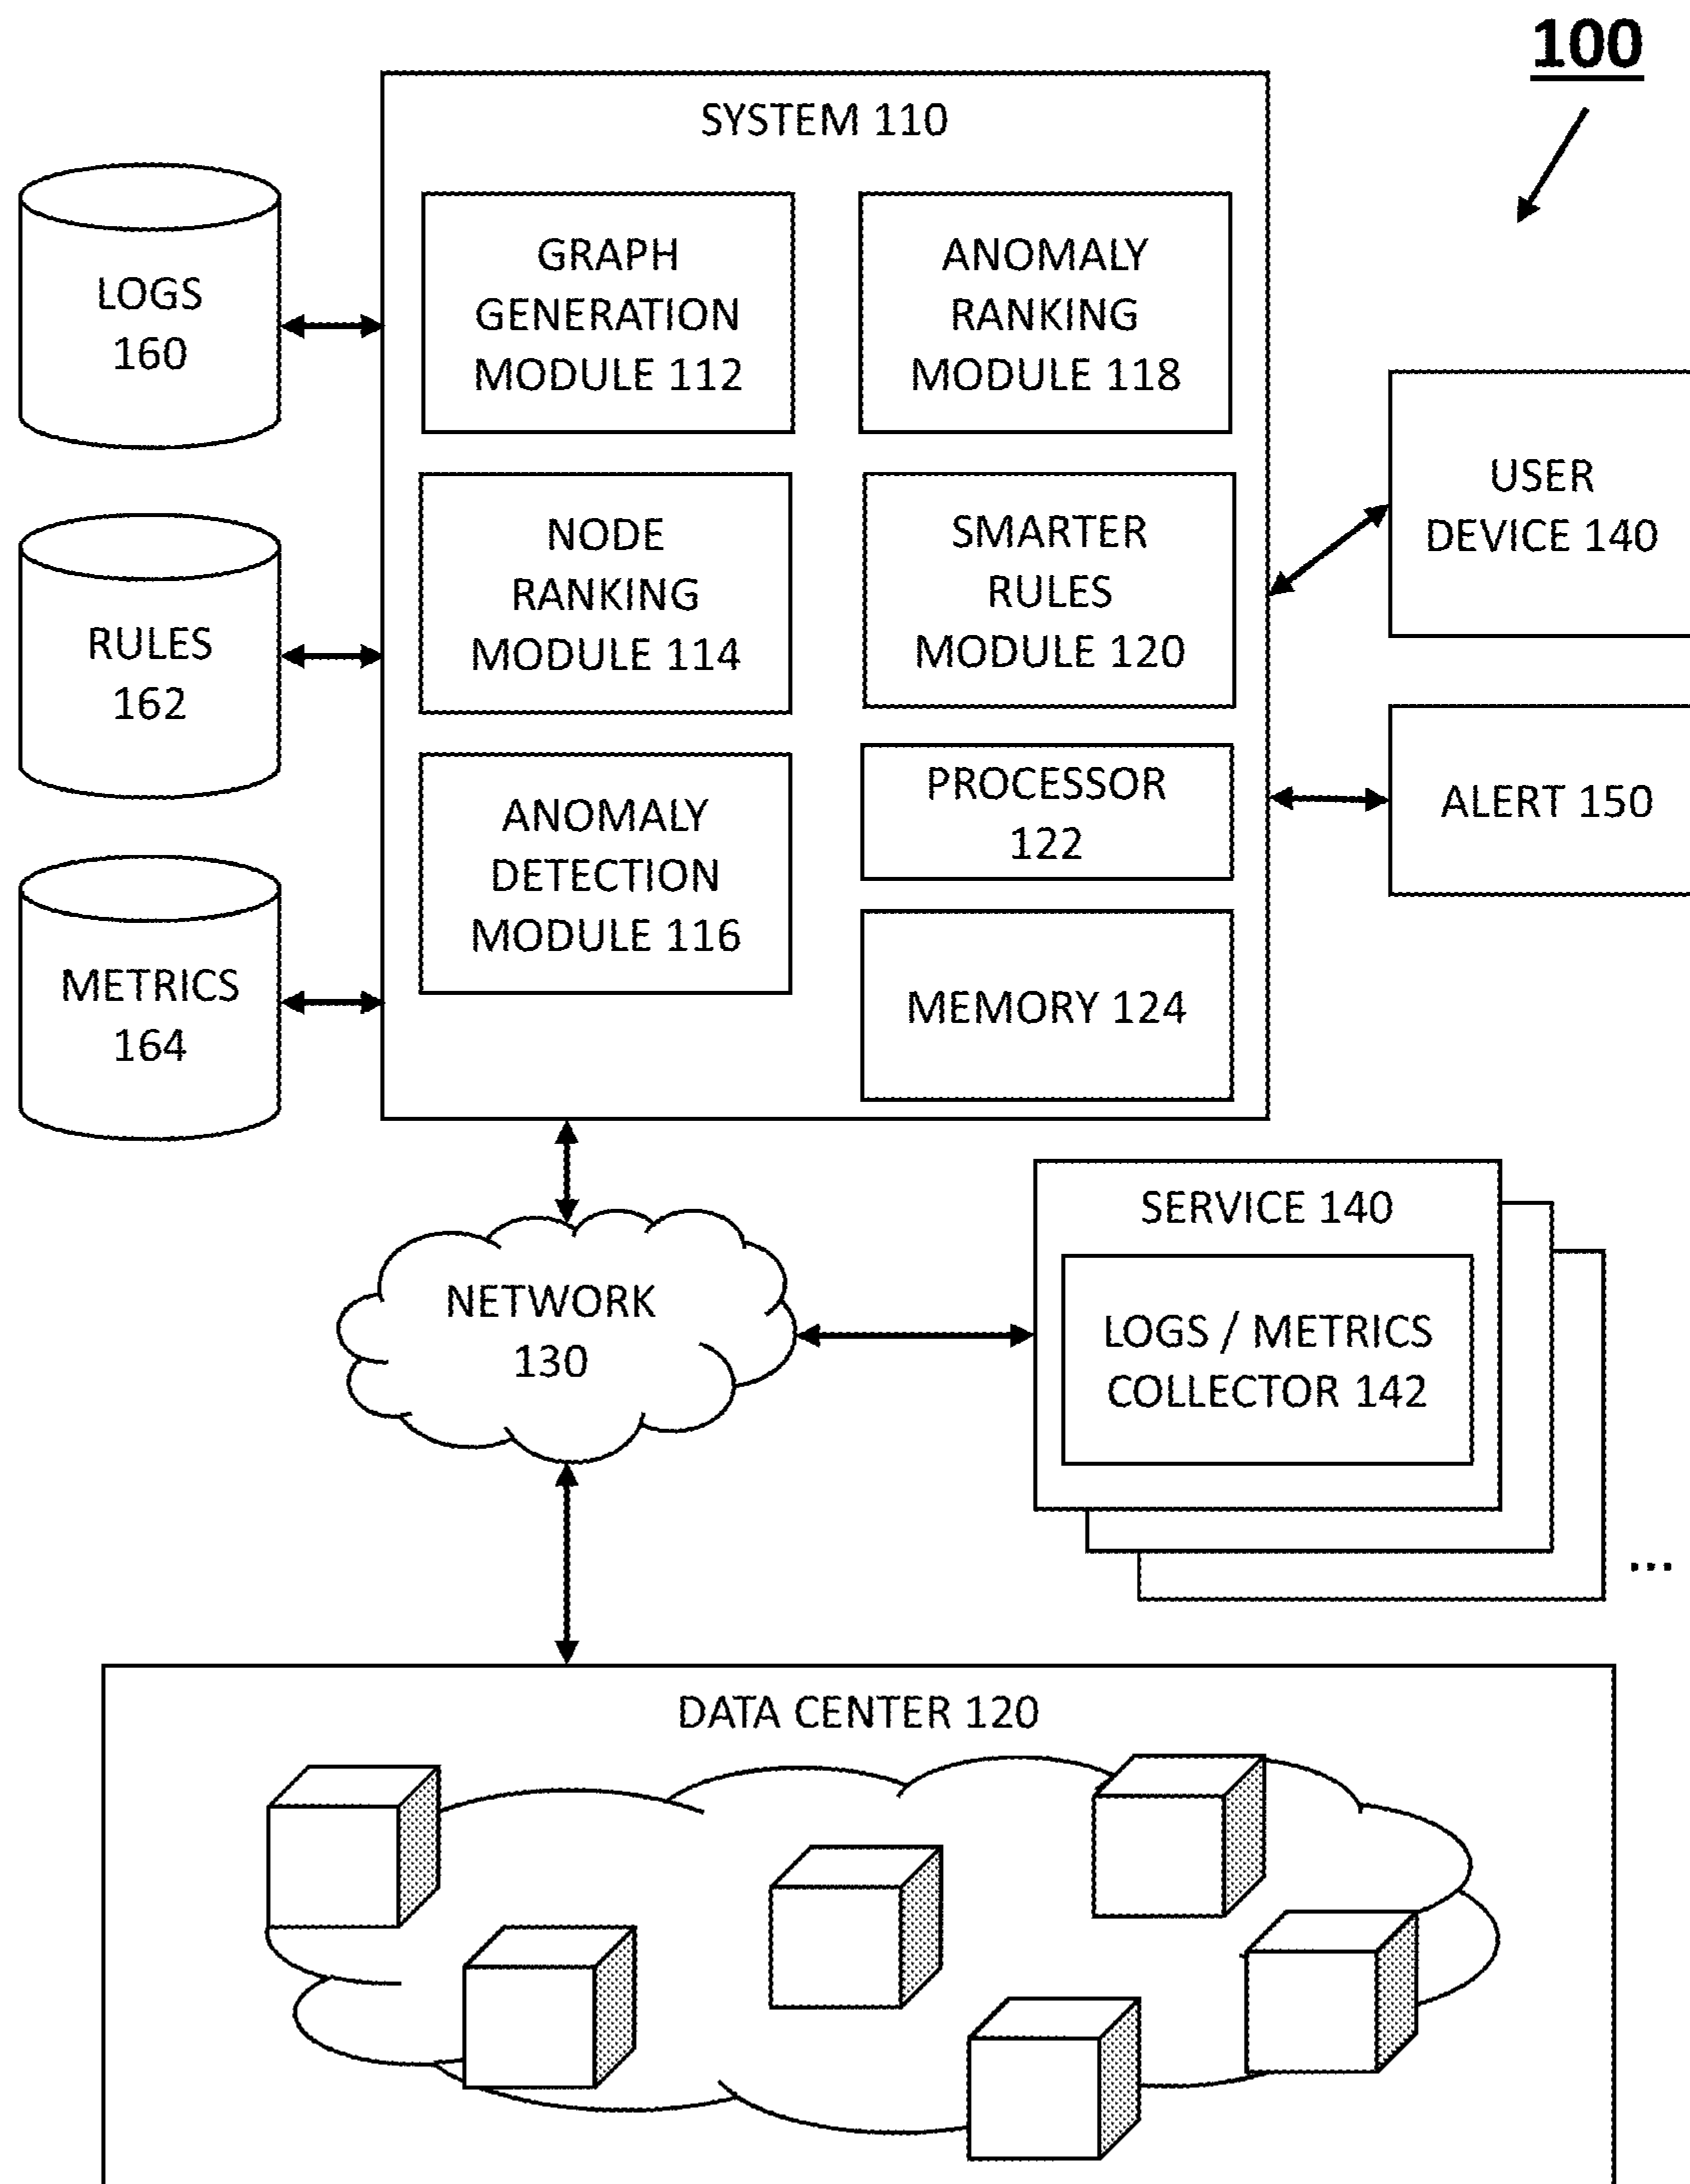 100
SYSTEM 110
LOGS
160
GRAPH
GENERATION
MODULE 112
ANOMALY
RANKING
MODULE 118
USER
DEVICE 140
RULES
162
NODE
RANKING
MODULE 114
SMARTER
RULES
MODULE 120
ALERT 150
METRICS
164
ANOMALY
DETECTION
MODULE 116
PROCESSOR
122
MEMORY 124
NETWORK
130
SERVICE 140
LOGS / METRICS
COLLECTOR 142
...
DATA CENTER 120